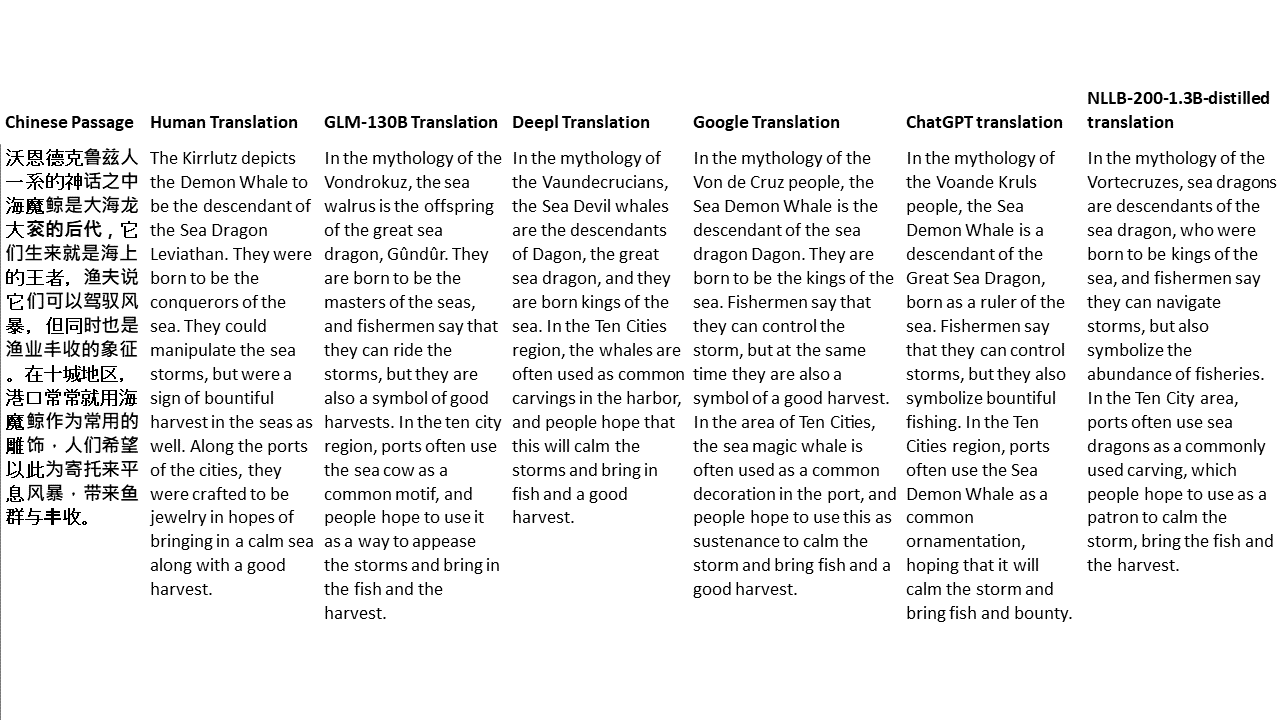 Chinese Passage
沃恩德克鲁兹人
一系的神话之中
海魔鲸是大海龙
大衮的后代，它
们生来就是海上
的王者，渔夫说
它们可以驾驭风
暴，但同时也是
渔业丰收的象征
。在十城地区，
港口常常就用海
魔鲸作为常用的
雕饰，人们希望
以此为寄托来平
息风暴，带来鱼
群与丰收。
Human Translation
The Kirrlutz depicts
the Demon Whale to
be the descendant of
the Sea Dragon
Leviathan. They were
born to be the
conquerors of the
sea. They could
manipulate the sea
storms, but were a
sign of bountiful
harvest in the seas as
well. Along the ports
of the cities, they
were crafted to be
jewelry in hopes of
bringing in a calm sea
along with a good
harvest.
GLM-130B Translation
In the mythology of the
Vondrokuz, the sea
walrus is the offspring
of the great sea
dragon, Gûndûr. They
are born to be the
masters of the seas,
and fishermen say that
they can ride the
storms, but they are
also a symbol of good
harvests. In the ten city
region, ports often use
the sea cow as a
common motif, and
people hope to use it
as a way to appease
the storms and bring in
the fish and the
harvest.
Deepl Translation
In the mythology of
the Vaundecrucians,
the Sea Devil whales
are the descendants
of Dagon, the great
sea dragon, and they
are born kings of the
sea. In the Ten Cities
region, the whales are
often used as common
carvings in the harbor,
and people hope that
this will calm the
storms and bring in
fish and a good
harvest.
Google Translation
In the mythology of the
Von de Cruz people, the
Sea Demon Whale is the
descendant of the sea
dragon Dagon. They are
born to be the kings of the
sea. Fishermen say that
they can control the
storm, but at the same
time they are also a
symbol of a good harvest.
In the area of Ten Cities,
the sea magic whale is
often used as a common
decoration in the port, and
people hope to use this as
sustenance to calm the
storm and bring fish and a
good harvest.
ChatGPT translation
In the mythology of
the Voande Kruls
people, the Sea
Demon Whale is a
descendant of the
Great Sea Dragon,
born as a ruler of the
sea. Fishermen say
that they can control
storms, but they also
symbolize bountiful
fishing. In the Ten
Cities region, ports
often use the Sea
Demon Whale as a
common
ornamentation,
hoping that it will
calm the storm and
bring fish and bounty.
NLLB-200-1.3B-distilled
translation
In the mythology of the
Vortecruzes, sea dragons
are descendants of the
sea dragon, who were
born to be kings of the
sea, and fishermen say
they can navigate
storms, but also
symbolize the
abundance of fisheries.
In the Ten City area,
ports often use sea
dragons as a commonly
used carving, which
people hope to use as a
patron to calm the
storm, bring the fish and
the harvest.